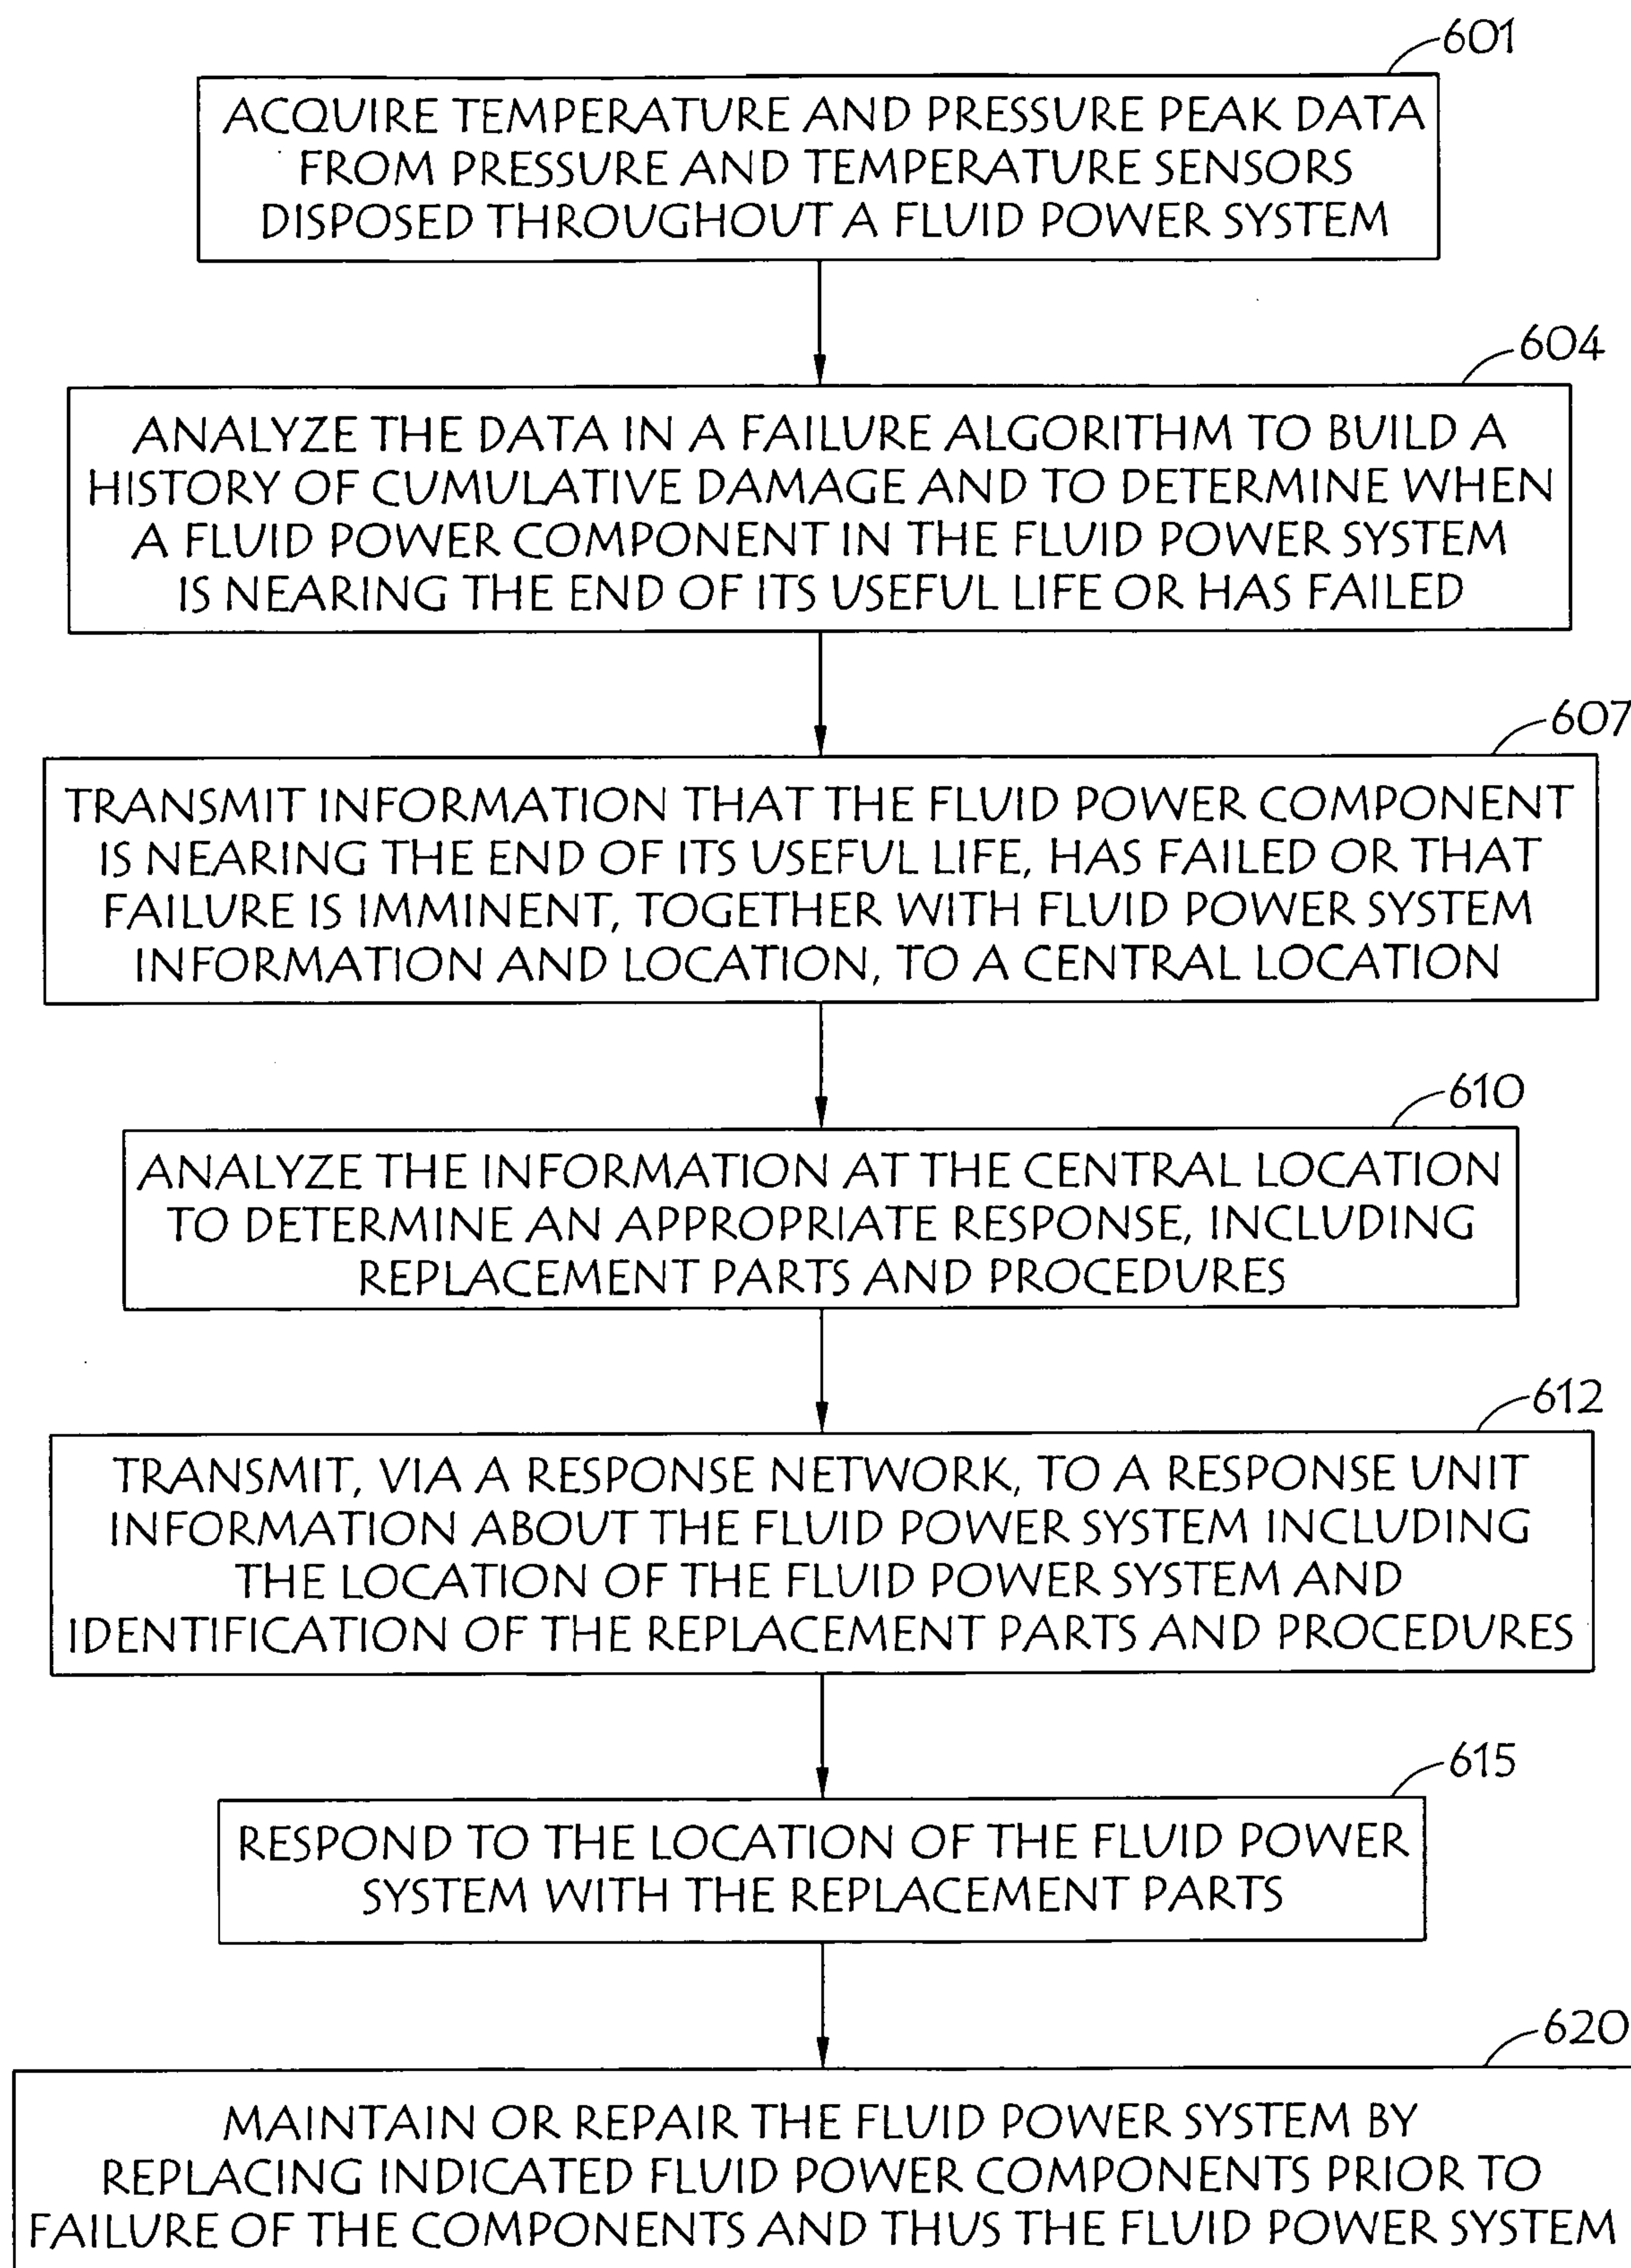 601
ACQUIRE TEMPERATURE AND PRESSURE PEAK DATA
FROM PRESSURE AND TEMPERATURE SENSORS
DISPOSED THROUGHOUT A FLUID POWER SYSTEM
604
ANALYZE THE DATA IN A FAILURE ALGORITHM TO BUILD A
HISTORY OF CUMULATIVE DAMAGE AND TO DETERMINE WHEN
A FLUID POWER COMPONENT IN THE FLUID POWER SYSTEM
IS NEARING THE END OF ITS USEFUL LIFE OR HAS FAILED
607
TRANSMIT INFORMATION THAT THE FLUID POWER COMPONENT
IS NEARING THE END OF ITS USEFUL LIFE, HAS FAILED OR THAT
FAILURE IS IMMINENT, TOGETHER WITH FLUID POWER SYSTEM
INFORMATION AND LOCATION, TO A CENTRAL LOCATION
610
ANALYZE THE INFORMATION AT THE CENTRAL LOCATION
TO DETERMINE AN APPROPRIATE RESPONSE, INCLUDING
REPLACEMENT PARTS AND PROCEDURES
612
TRANSMIT, VIA A RESPONSE NETWORK, TO A RESPONSE UNIT
INFORMATION ABOUT THE FLUID POWER SYSTEM INCLUDING
THE LOCATION OF THE FLUID POWER SYSTEM AND
IDENTIFICATION OF THE REPLACEMENT PARTS AND PROCEDURES
615
RESPOND TO THE LOCATION OF THE FLUID POWER
SYSTEM WITH THE REPLACEMENT PARTS
620
MAINTAIN OR REPAIR THE FLUID POWER SYSTEM BY
REPLACING INDICATED FLUID POWER COMPONENTS PRIOR TO
FAILURE OF THE COMPONENTS AND THUS THE FLUID POWER SYSTEM